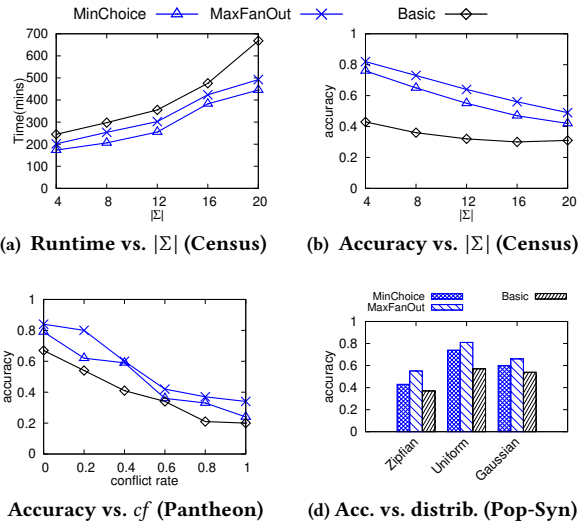 MinChoice MaxFanOut Basic
700
600
500
400
300
200
100
0
Time(mins)
4 8 12 16 20
|Σ|
(a) Runtime vs. |Σ| (Census)
1
0.8
0.6
0.4
0.2
0
accuracy
4 8 12 16 20
|Σ|
(b) Accuracy vs. |Σ| (Census)
1
0.8
0.6
0.4
0.2
0
accuracy
0 0.2 0.4 0.6 0.8 1
conflict rate
Accuracy vs. cf (Pantheon)
MinChoice Basic
MaxFanOut
1
0.8
0.6
0.4
0.2
0
accuracy
Zipfian Uniform Gaussian
(d) Acc. vs. distrib. (Pop-Syn)